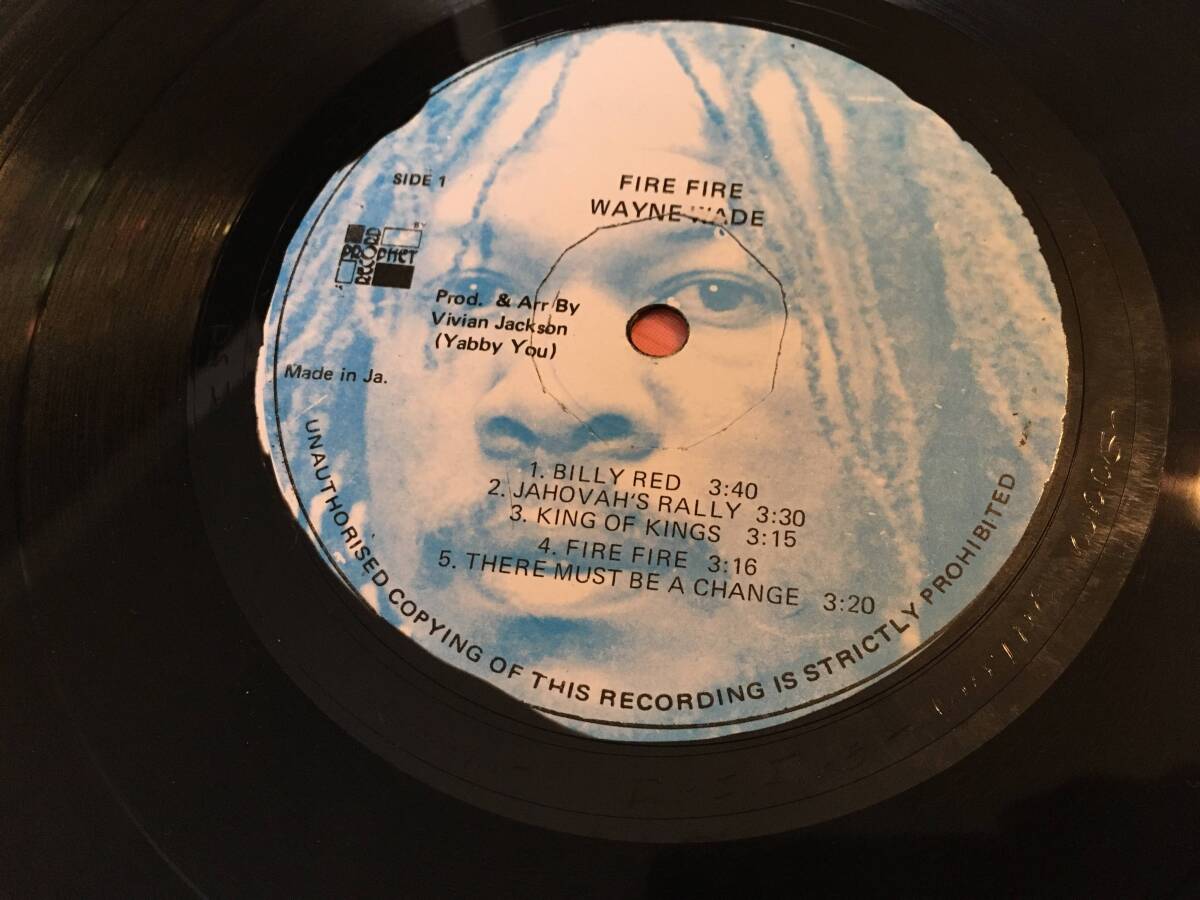 SIDE 1
FIRE FIRE
WAYNE WADE
BY
PROPHET
RECORD
Prod. & Arr By
Vivian Jackson
(Yabby You)
Made in Ja.
1. BILLY RED 3:40
2. JAHOVAH'S RALLY 3:30
3. KING OF KINGS 3:15
4. FIRE FIRE 3:16
5. THERE MUST BE A CHANGE 3:20
UNAUTHORISED COPYING OF THIS RECORDING IS STRICTLY PROHIBITED